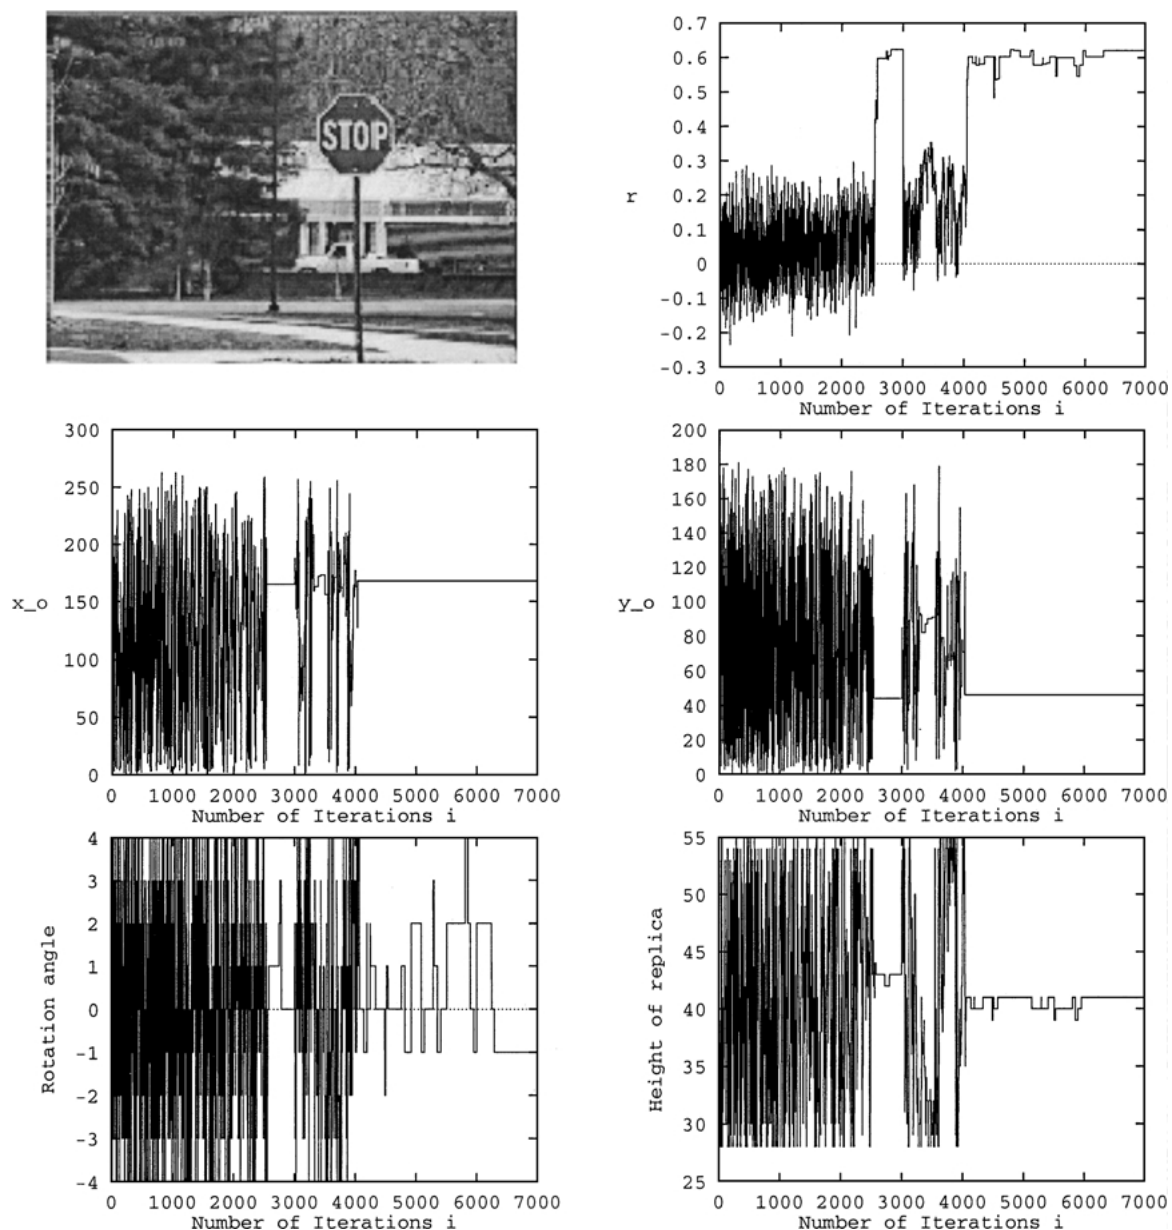 STOP
0.7
0.6
0.5
0.4
0.3
0.2
0.1
0
-0.1
-0.2
-0.3
r
0 1000 2000 3000 4000 5000 6000 7000
Number of Iterations i
300
250
200
150
100
50
0
x_o
0 1000 2000 3000 4000 5000 6000 7000
Number of Iterations i
200
180
160
140
120
100
80
60
40
20
0
y_o
0 1000 2000 3000 4000 5000 6000 7000
Number of Iterations i
4
3
2
1
0
-1
-2
-3
-4
Rotation angle
0 1000 2000 3000 4000 5000 6000 7000
Number of Iterations i
55
50
45
40
35
30
25
Height of replica
0 1000 2000 3000 4000 5000 6000 7000
Number of Iterations i